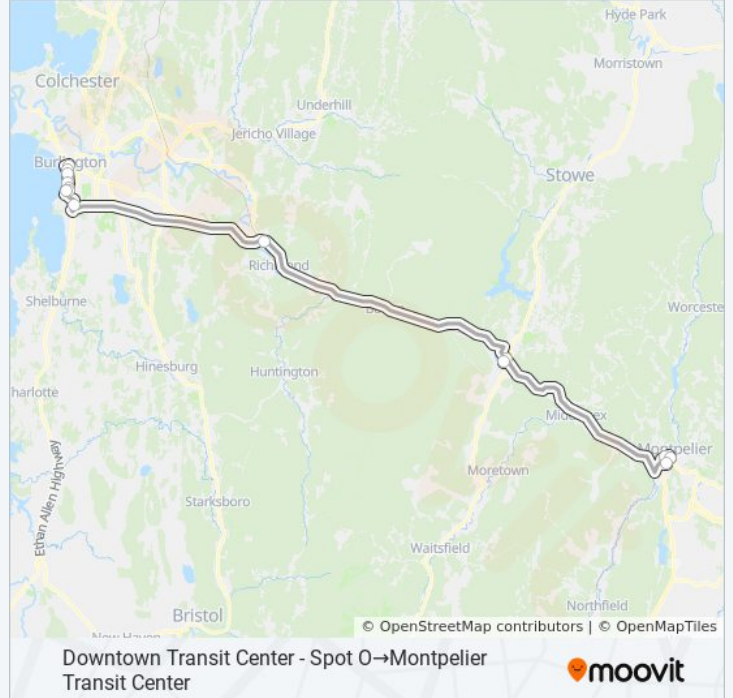 Hyde Park
Morristown
Colchester
Underhill
Jericho Village
Burlington
Stowe
Richmond
Shelburne
Worceste
Hinesburg
Huntington
harlotte
Middlesex
Montpelier
Moretown
Ethan Allen Highway
Starksboro
Waitsfield
Northfield
Bristol
New Haven
© OpenStreetMap contributors | © OpenMapTiles
Downtown Transit Center - Spot O→Montpelier
Transit Center
moovit